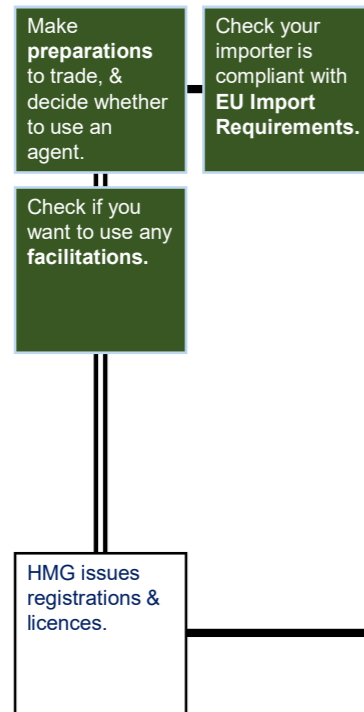 Make
preparations
to trade, &
decide whether
to use an
agent.
Check your
importer is
compliant with
EU Import
Requirements.
Check if you
want to use any
facilitations.
HMG issues
registrations &
licences.